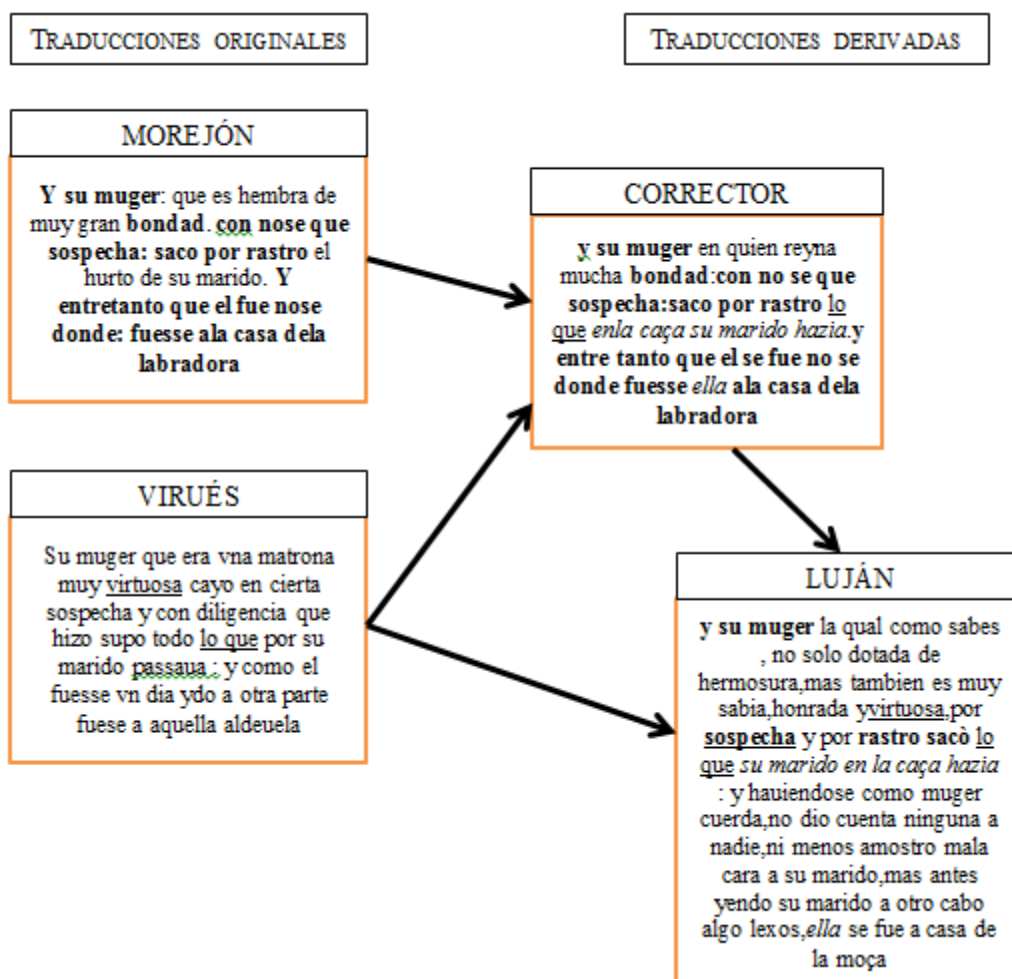 TRADUCCIONES ORIGINALES
TRADUCCIONES DERIVADAS
MOREJÓN
Y su muger: que es hembra de
muy gran bondad. con nose que
sospecha: saco por rastro el
hurto de su marido. Y
entretanto que el fue nose
donde: fuesse ala casa dela
labradora
CORRECTOR
y su muger en quien reyna
mucha bondad:con no se que
sospecha:saco por rastro lo
que enla caça su marido hazia.y
entre tanto que el se fue no se
donde fuesse ella ala casa dela
labradora
VIRUÉS
Su muger que era vna matrona
muy virtuosa cayo en cierta
sospecha y con diligencia que
hizo supo todo lo que por su
marido passaua : y como el
fuesse vn dia ydo a otra parte
fuese a aquella aldeuela
LUJÁN
y su muger la qual como sabes
, no solo dotada de
hermosura,mas tambien es muy
sabia,honrada yvirtuosa,por
sospecha y por rastro sacò lo
que su marido en la caça hazia
: y hauiendose como muger
cuerda,no dio cuenta ninguna a
nadie,ni menos amostro mala
cara a su marido,mas antes
yendo su marido a otro cabo
algo lexos,ella se fue a casa de
la moça